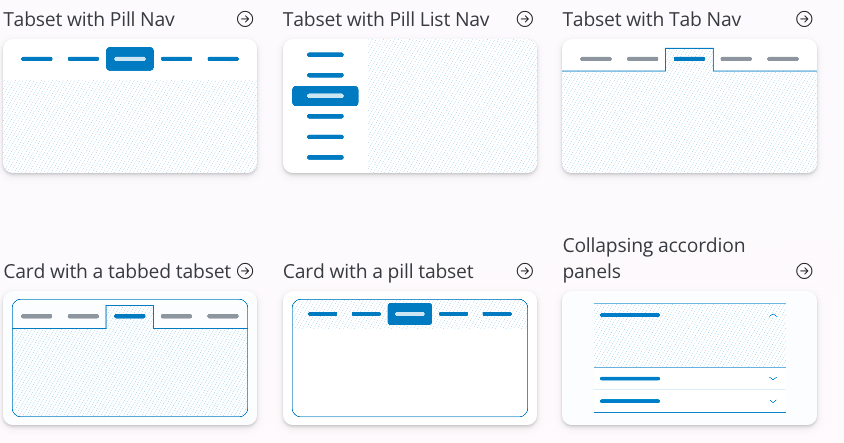 Tabset with Pill Nav
Tabset with Pill List Nav
Tabset with Tab Nav
Card with a tabbed tabset
Card with a pill tabset
Collapsing accordion
panels